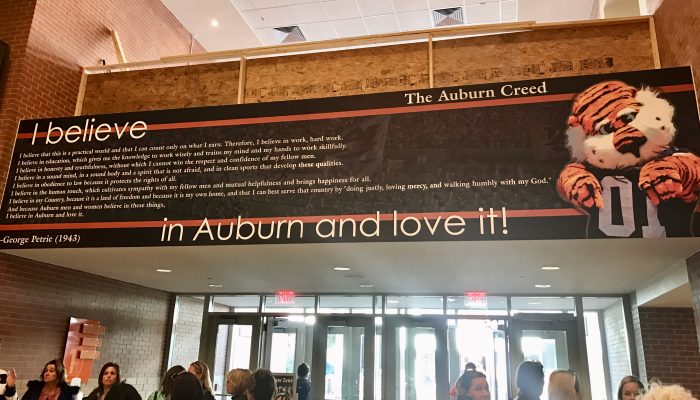 The Auburn Creed
I believe
I believe that this is a practical world and that I can count only on what I earn. Therefore, I believe in work, hard work.
I believe in education, which gives me the knowledge to work wisely and trains my mind and my hands to work skillfully.
I believe in honesty and truthfulness, without which I cannot win the respect and confidence of my fellow men.
I believe in a sound mind, in a sound body and a spirit that is not afraid, and in clean sports that develop these qualities.
I believe in obedience to law because it protects the rights of all.
I believe in the human touch, which cultivates sympathy with my fellow men and mutual helpfulness and brings happiness for all.
I believe in my Country, because it is a land of freedom and because it is my own home, and that I can best serve that country by "doing justly, loving mercy, and walking humbly with my God."
And because Auburn men and women believe in these things,
I believe in Auburn and love it.
-George Petrie (1943)
in Auburn and love it!
01
EXIT
EXIT